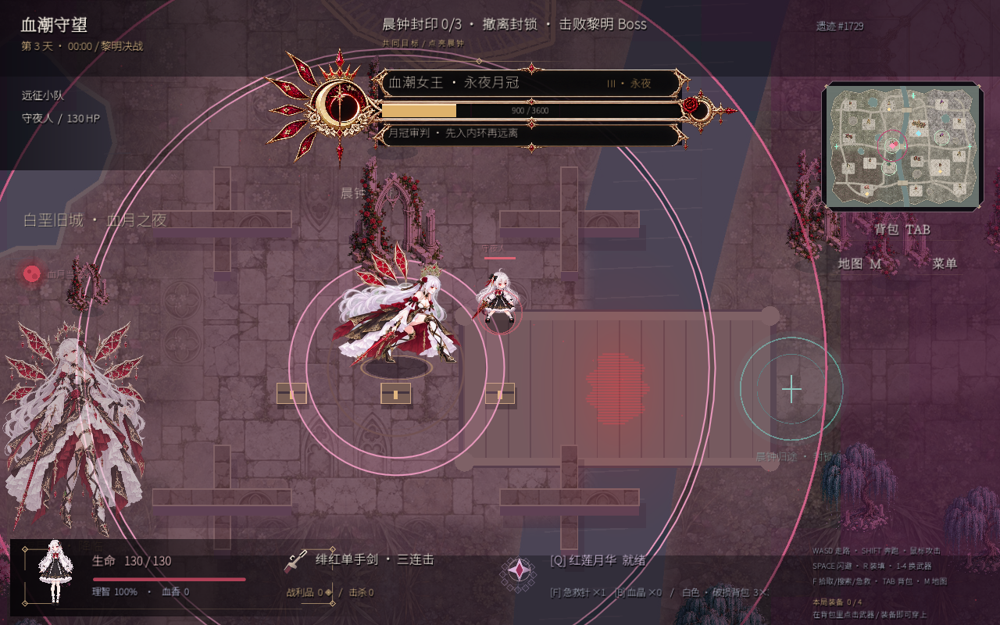 血潮守望
第 3 天 · 00:00 / 黎明决战
晨钟封印 0/3 · 撤离封锁 · 击败黎明 Boss
共同目标 / 点亮晨钟
遗迹 #1729
远征小队
守夜人 / 130 HP
血潮女王 · 永夜月冠
III · 永夜
900 / 3600
月冠审判 · 先入内环再远离
晨钟
白垩旧城 · 血月之夜
守夜人
背包 TAB
地图 M
菜单
晨钟归途 · 封锁
生命 130 / 130
理智 100% · 血香 0
绯红单手剑 · 三连击
战利品 0 ◆ / 击杀 0
[Q] 红莲月华 就绪
[F] 急救针 ×1 [B] 血晶 ×0 / 白色 · 破损背包 3×
WASD 走路 · SHIFT 奔跑 · 鼠标攻击
SPACE 闪避 · R 装填 · 1-4 换武器
F 拾取/搜索/急救 · TAB 背包 · M 地图
本局装备 0 / 4
在背包里点击武器 / 装备即可穿上